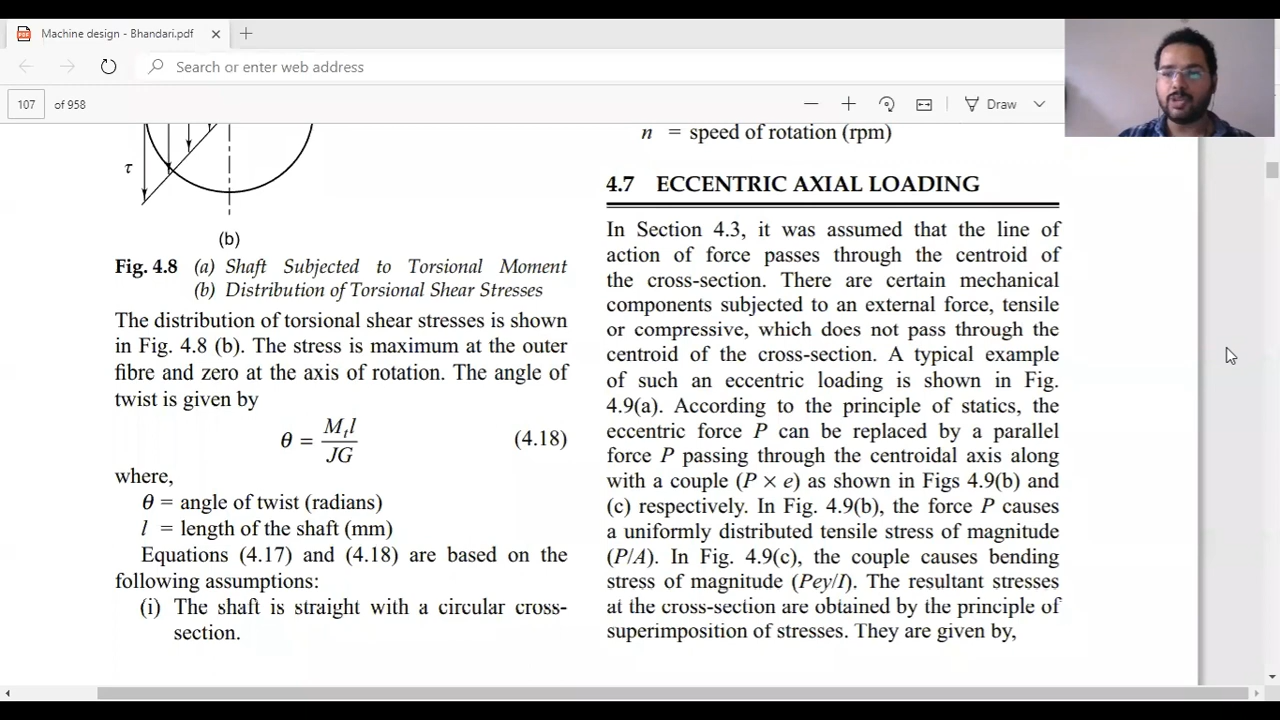 Machine design - Bhandari.pdf
Search or enter web address
107 of 958
Draw
τ
(b)
Fig. 4.8 (a) Shaft Subjected to Torsional Moment
(b) Distribution of Torsional Shear Stresses
The distribution of torsional shear stresses is shown
in Fig. 4.8 (b). The stress is maximum at the outer
fibre and zero at the axis of rotation. The angle of
twist is given by
θ = M_t l / JG (4.18)
where,
θ = angle of twist (radians)
l = length of the shaft (mm)
Equations (4.17) and (4.18) are based on the
following assumptions:
(i) The shaft is straight with a circular cross-
section.
n = speed of rotation (rpm)
4.7 ECCENTRIC AXIAL LOADING
In Section 4.3, it was assumed that the line of
action of force passes through the centroid of
the cross-section. There are certain mechanical
components subjected to an external force, tensile
or compressive, which does not pass through the
centroid of the cross-section. A typical example
of such an eccentric loading is shown in Fig.
4.9(a). According to the principle of statics, the
eccentric force P can be replaced by a parallel
force P passing through the centroidal axis along
with a couple (P × e) as shown in Figs 4.9(b) and
(c) respectively. In Fig. 4.9(b), the force P causes
a uniformly distributed tensile stress of magnitude
(P/A). In Fig. 4.9(c), the couple causes bending
stress of magnitude (Pey/I). The resultant stresses
at the cross-section are obtained by the principle of
superimposition of stresses. They are given by,